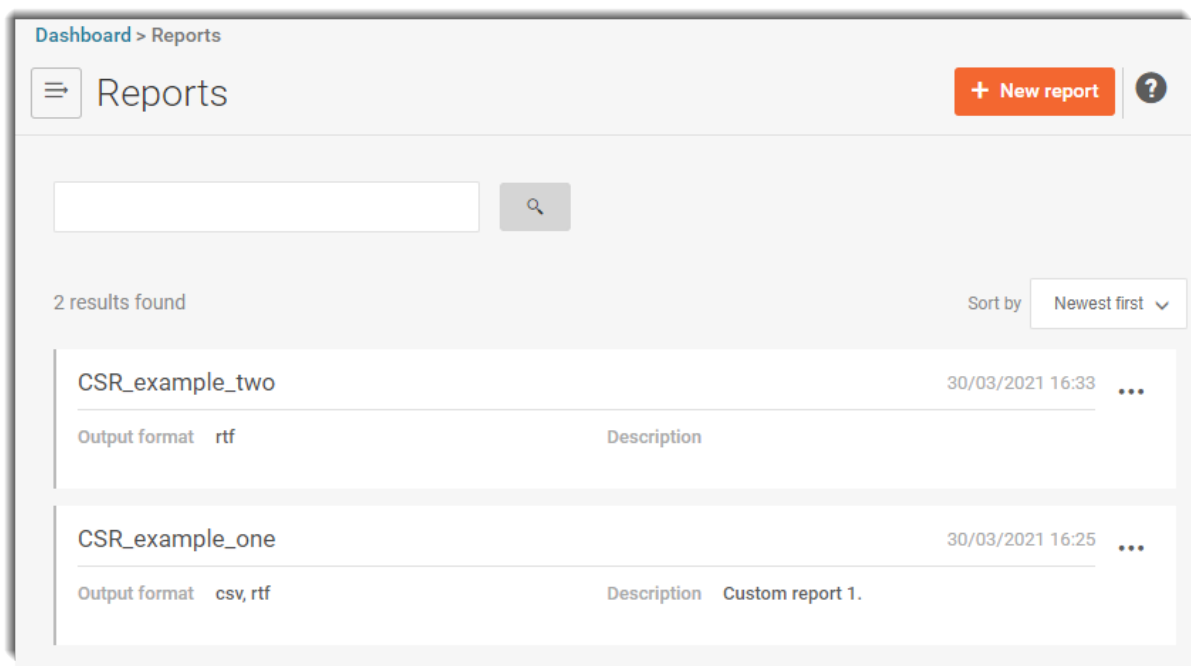 Dashboard > Reports
Reports
+ New report
?
2 results found
Sort by Newest first
CSR_example_two 30/03/2021 16:33
Output format rtf Description
CSR_example_one 30/03/2021 16:25
Output format csv, rtf Description Custom report 1.